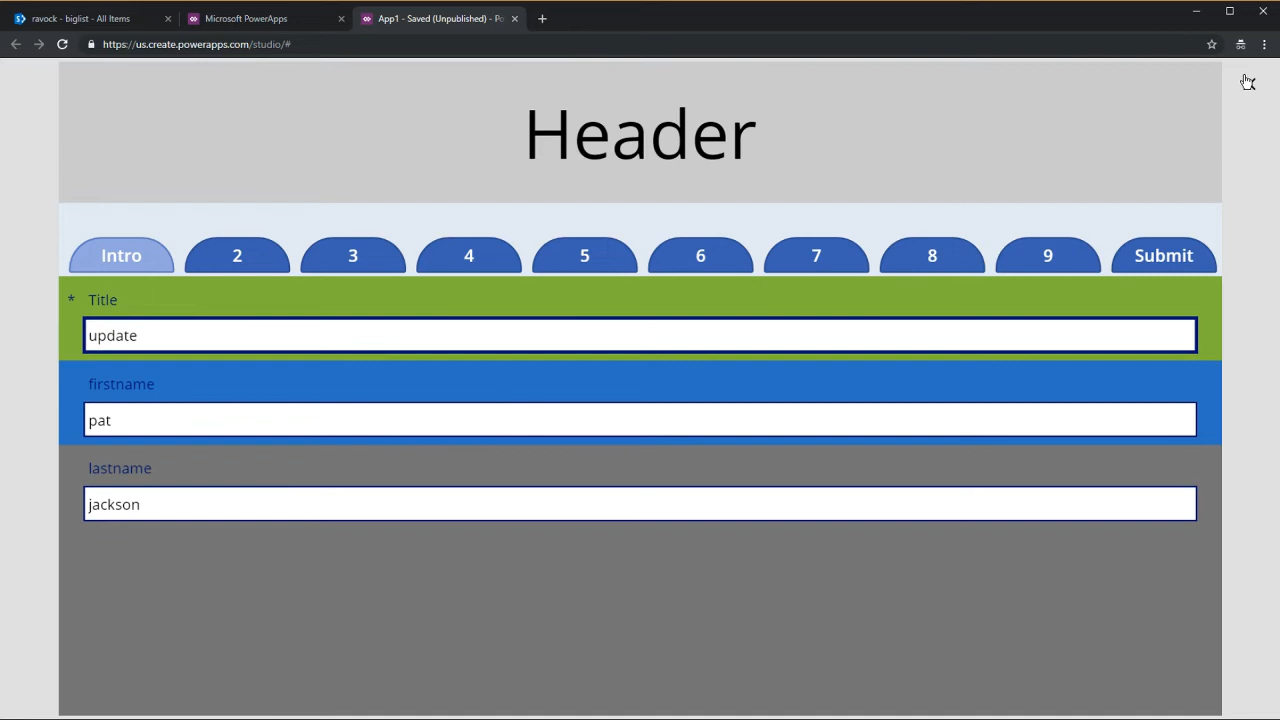 ravock - biglist - All Items
Microsoft PowerApps
App1 - Saved (Unpublished) - Po
https://us.create.powerapps.com/studio/#
Header
Intro 2 3 4 5 6 7 8 9 Submit
* Title
update
firstname
pat
lastname
jackson